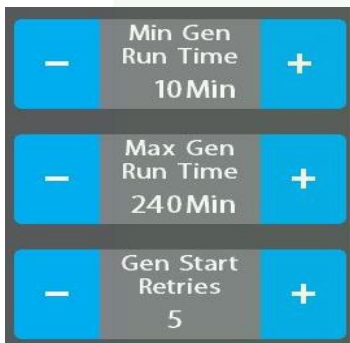 Min Gen
− Run Time +
10 Min
Max Gen
− Run Time +
240 Min
Gen Start
− Retries +
5